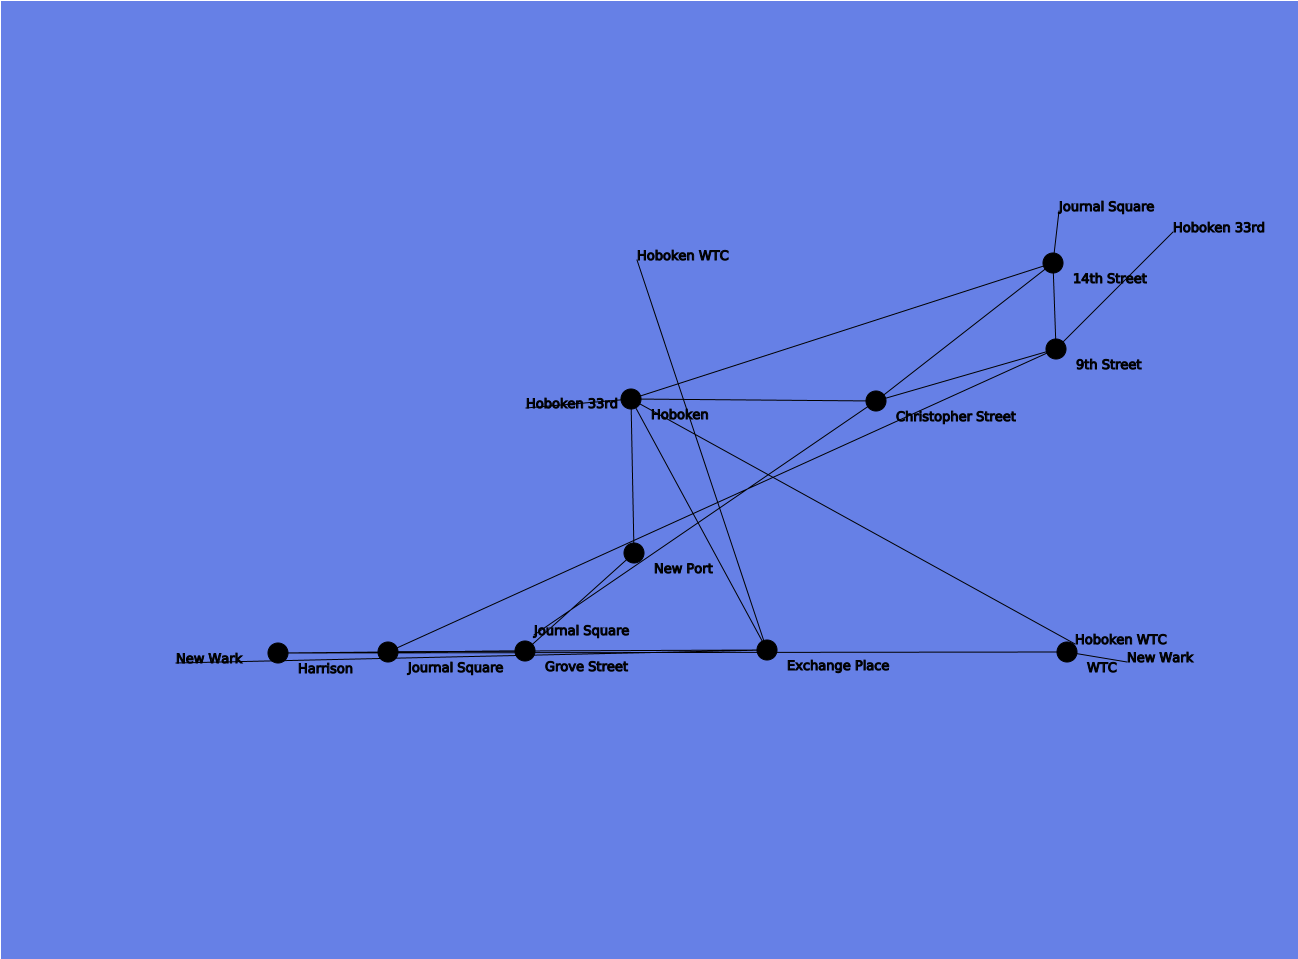 Journal Square
Hoboken 33rd
Hoboken WTC
14th Street
9th Street
Hoboken 33rd
Hoboken
Christopher Street
New Port
Journal Square
Hoboken WTC
New Wark
New Wark
Harrison
Journal Square
Grove Street
Exchange Place
WTC